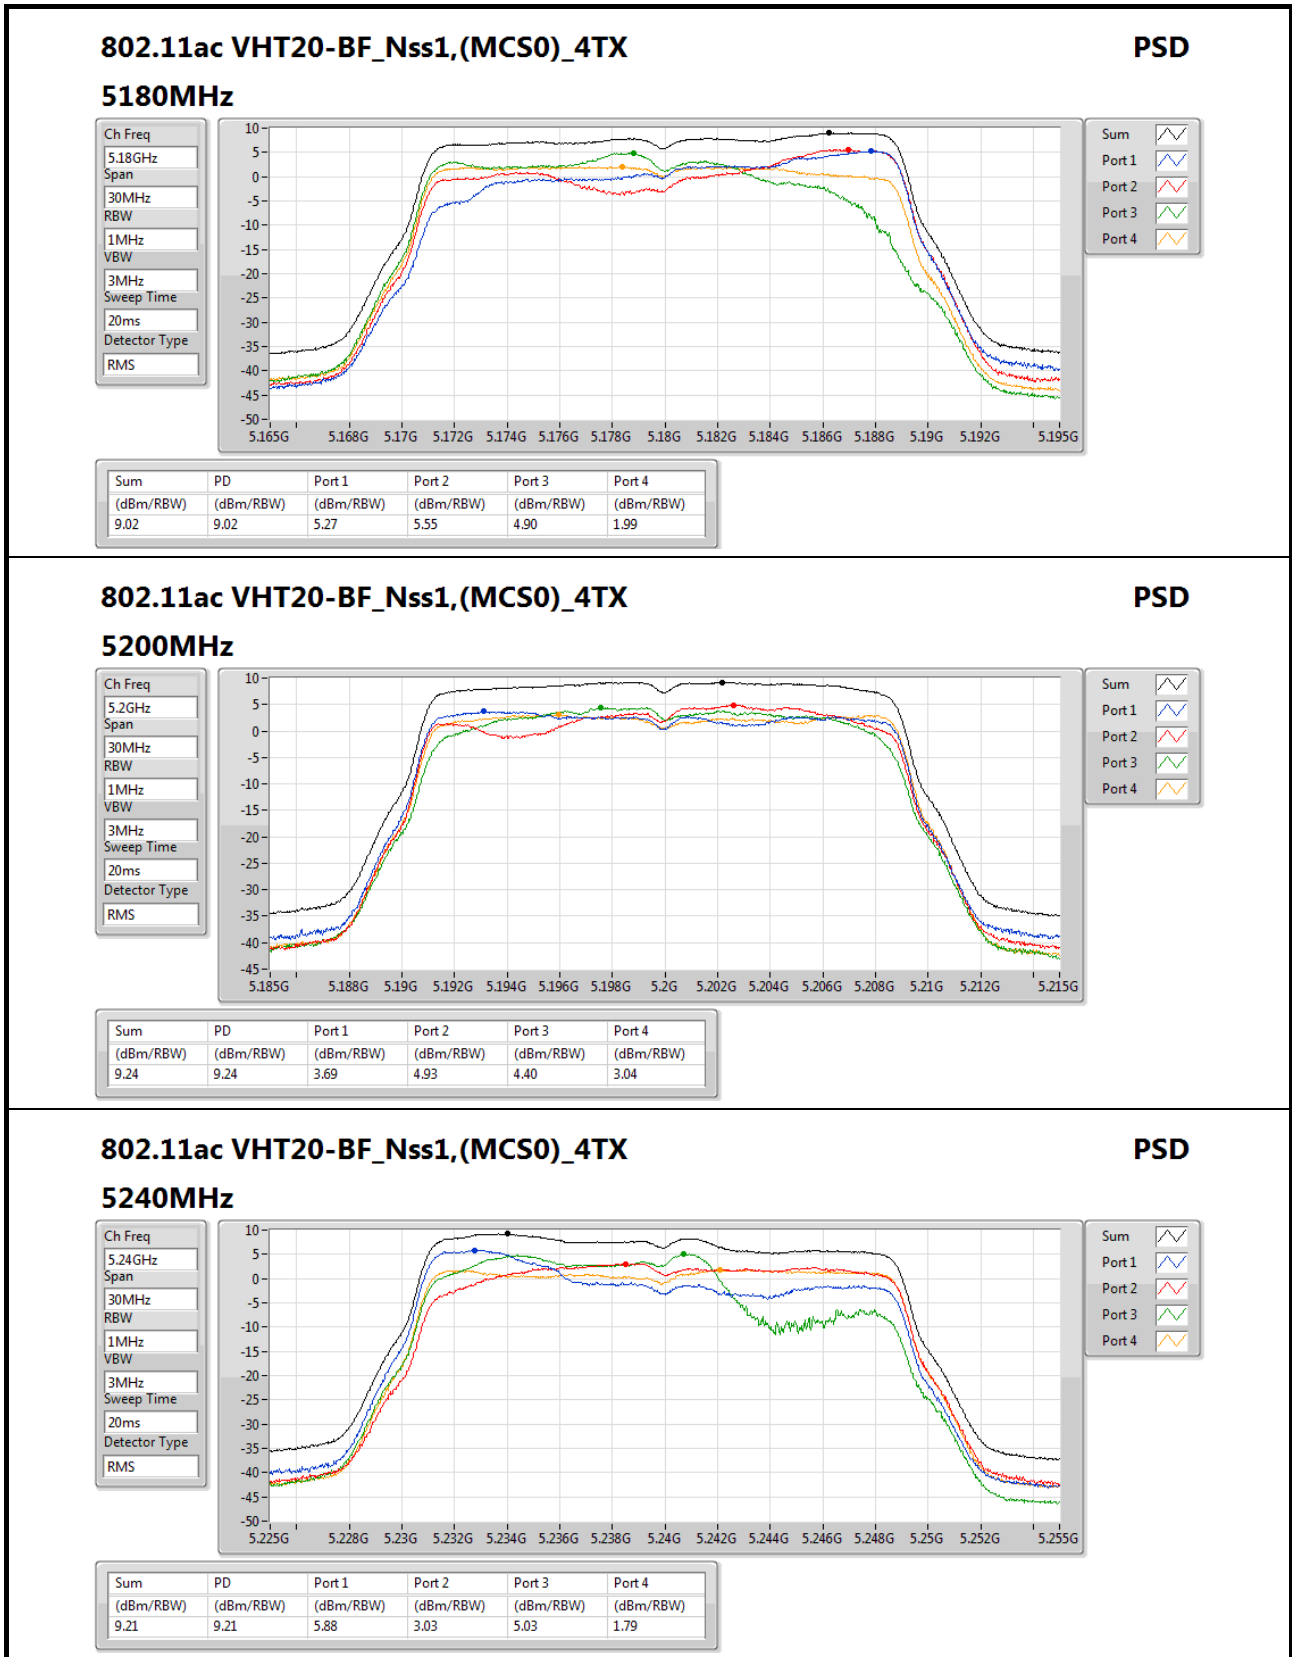 802.11ac VHT20-BF_Nss1,(MCS0)_4TX PSD
5180MHz
Ch Freq
5.18GHz
Span
30MHz
RBW
1MHz
VBW
3MHz
Sweep Time
20ms
Detector Type
RMS
10
5
0
-5
-10
-15
-20
-25
-30
-35
-40
-45
-50
5.165G 5.168G 5.17G 5.172G 5.174G 5.176G 5.178G 5.18G 5.182G 5.184G 5.186G 5.188G 5.19G 5.192G 5.195G
Sum
Port 1
Port 2
Port 3
Port 4
Sum PD Port 1 Port 2 Port 3 Port 4
(dBm/RBW) (dBm/RBW) (dBm/RBW) (dBm/RBW) (dBm/RBW) (dBm/RBW)
9.02 9.02 5.27 5.55 4.90 1.99
802.11ac VHT20-BF_Nss1,(MCS0)_4TX PSD
5200MHz
Ch Freq
5.2GHz
Span
30MHz
RBW
1MHz
VBW
3MHz
Sweep Time
20ms
Detector Type
RMS
10
5
0
-5
-10
-15
-20
-25
-30
-35
-40
-45
5.185G 5.188G 5.19G 5.192G 5.194G 5.196G 5.198G 5.2G 5.202G 5.204G 5.206G 5.208G 5.21G 5.212G 5.215G
Sum
Port 1
Port 2
Port 3
Port 4
Sum PD Port 1 Port 2 Port 3 Port 4
(dBm/RBW) (dBm/RBW) (dBm/RBW) (dBm/RBW) (dBm/RBW) (dBm/RBW)
9.24 9.24 3.69 4.93 4.40 3.04
802.11ac VHT20-BF_Nss1,(MCS0)_4TX PSD
5240MHz
Ch Freq
5.24GHz
Span
30MHz
RBW
1MHz
VBW
3MHz
Sweep Time
20ms
Detector Type
RMS
10
5
0
-5
-10
-15
-20
-25
-30
-35
-40
-45
-50
5.225G 5.228G 5.23G 5.232G 5.234G 5.236G 5.238G 5.24G 5.242G 5.244G 5.246G 5.248G 5.25G 5.252G 5.255G
Sum
Port 1
Port 2
Port 3
Port 4
Sum PD Port 1 Port 2 Port 3 Port 4
(dBm/RBW) (dBm/RBW) (dBm/RBW) (dBm/RBW) (dBm/RBW) (dBm/RBW)
9.21 9.21 5.88 3.03 5.03 1.79